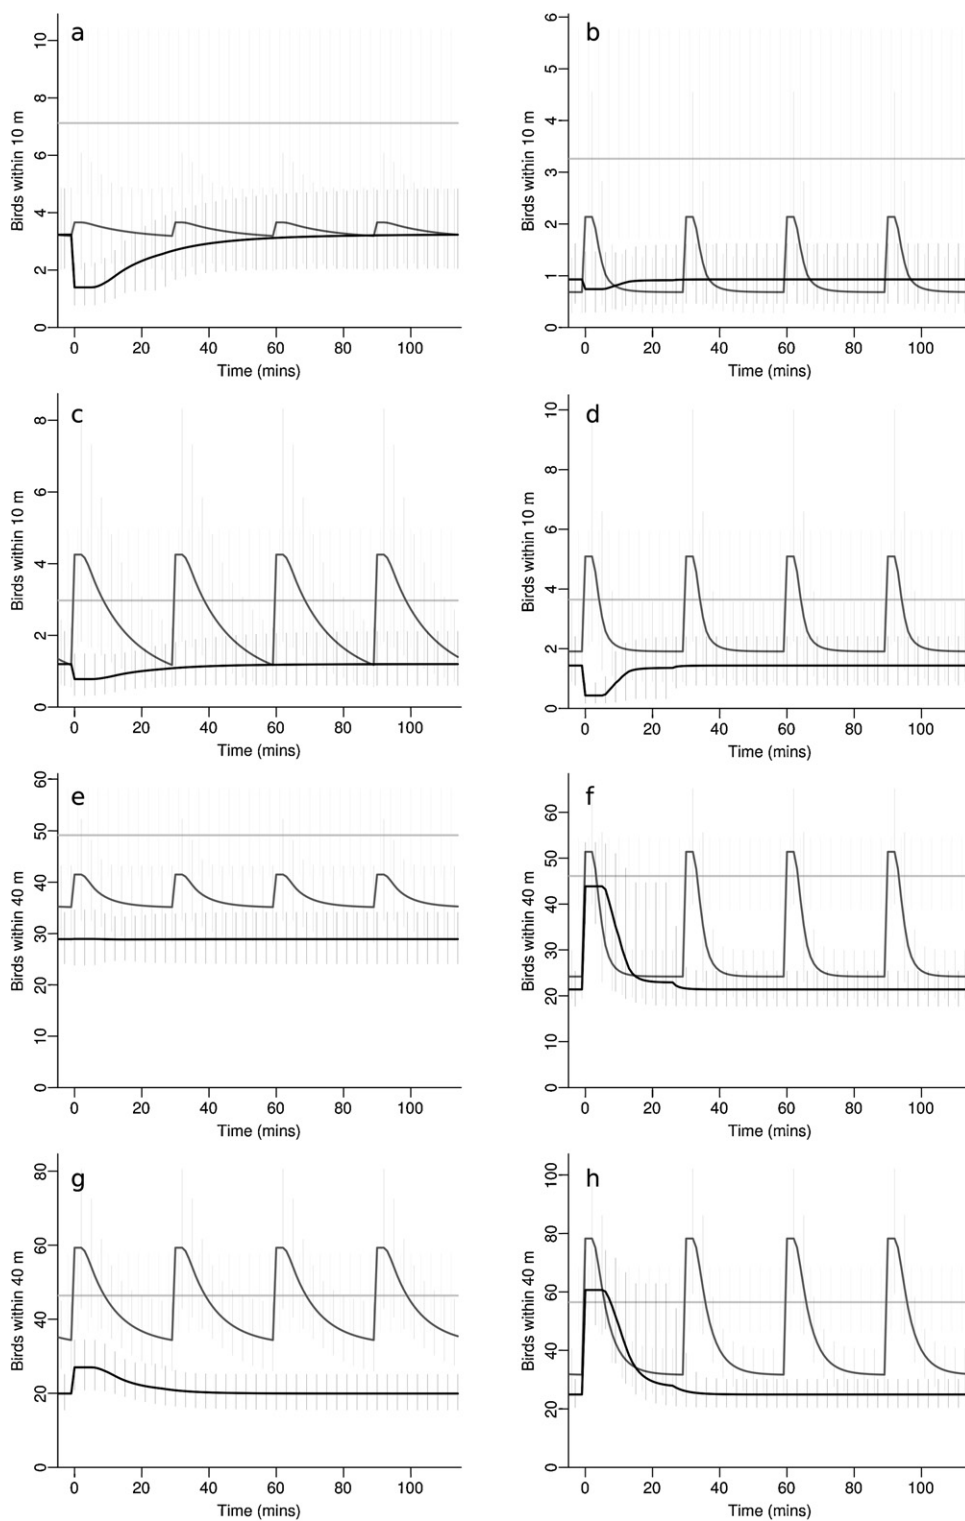 a
Birds within 10 m
0 2 4 6 8 10
0 20 40 60 80 100
Time (mins)
b
Birds within 10 m
0 1 2 3 4 5 6
0 20 40 60 80 100
Time (mins)
c
Birds within 10 m
0 2 4 6 8
0 20 40 60 80 100
Time (mins)
d
Birds within 10 m
0 2 4 6 8 10
0 20 40 60 80 100
Time (mins)
e
Birds within 40 m
0 10 20 30 40 50 60
0 20 40 60 80 100
Time (mins)
f
Birds within 40 m
0 10 20 30 40 50 60
0 20 40 60 80 100
Time (mins)
g
Birds within 40 m
0 20 40 60 80
0 20 40 60 80 100
Time (mins)
h
Birds within 40 m
0 20 40 60 80 100
0 20 40 60 80 100
Time (mins)